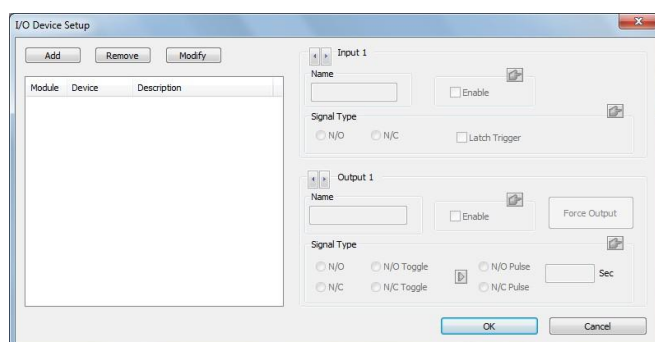 I/O Device Setup
Add Remove Modify
Module Device Description
Input 1
Name
Enable
Signal Type
N/O N/C Latch Trigger
Output 1
Name
Enable Force Output
Signal Type
N/O N/O Toggle N/O Pulse Sec
N/C N/C Toggle N/C Pulse
OK Cancel